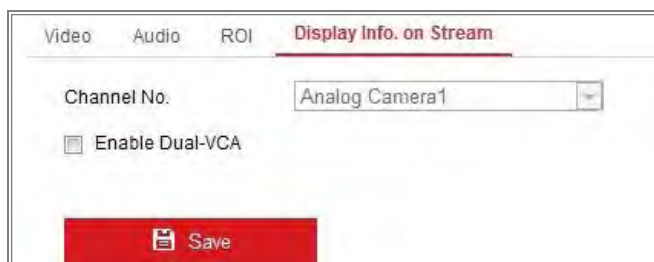 Video Audio ROI Display Info. on Stream
Channel No. Analog Camera1
Enable Dual-VCA
Save